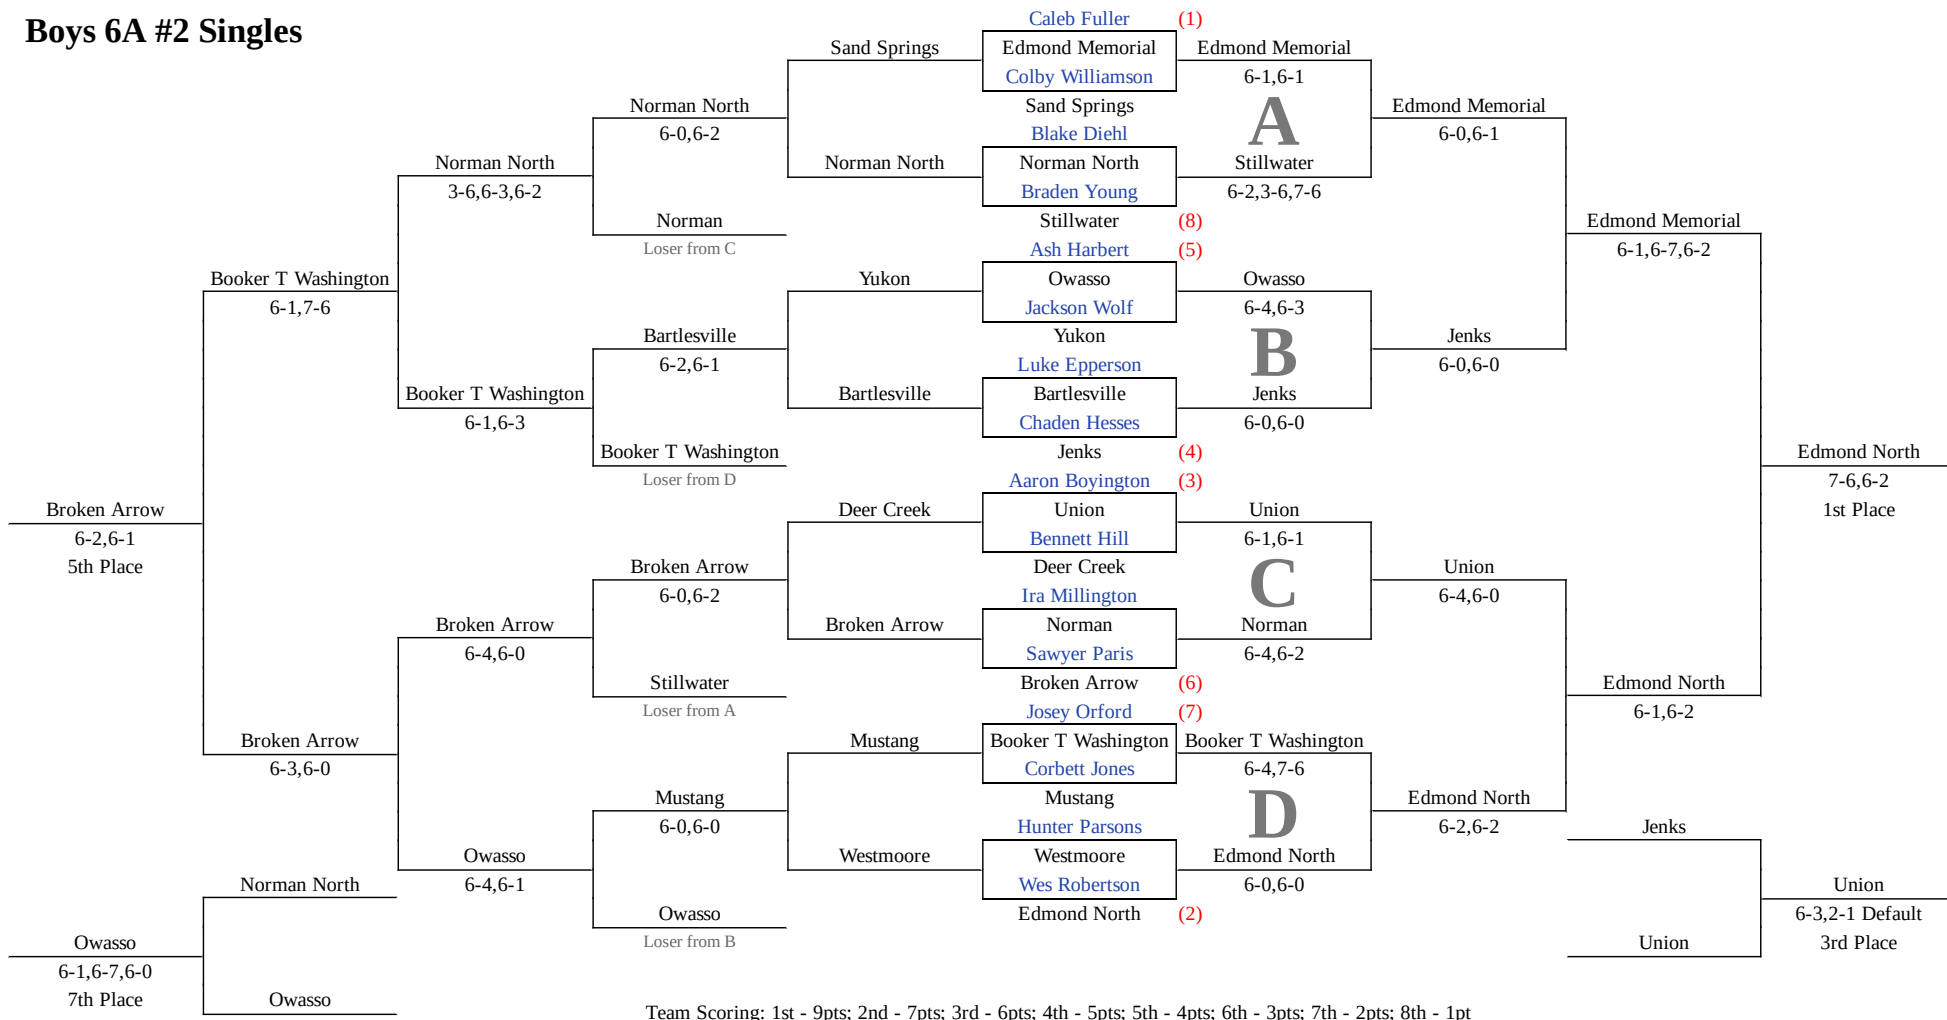 Boys 6A #2 Singles
Caleb Fuller (1)
Sand Springs Edmond Memorial Edmond Memorial
Colby Williamson 6-1,6-1
Norman North Sand Springs A Edmond Memorial
6-0,6-2 Blake Diehl 6-0,6-1
Norman North Norman North Norman North Stillwater
3-6,6-3,6-2 Braden Young 6-2,3-6,7-6
Norman Stillwater (8) Edmond Memorial
Loser from C Ash Harbert (5) 6-1,6-7,6-2
Booker T Washington Yukon Owasso Owasso
6-1,7-6 Jackson Wolf 6-4,6-3
Bartlesville Yukon B Jenks
6-2,6-1 Luke Epperson 6-0,6-0
Booker T Washington Bartlesville Bartlesville Jenks
6-1,6-3 Chaden Hesses 6-0,6-0
Booker T Washington Jenks (4) Edmond North
Loser from D Aaron Boyington (3) 7-6,6-2
Broken Arrow Deer Creek Union Union 1st Place
6-2,6-1 Bennett Hill 6-1,6-1
5th Place Broken Arrow Deer Creek C Union
6-0,6-2 Ira Millington 6-4,6-0
Broken Arrow Broken Arrow Norman Norman
6-4,6-0 Sawyer Paris 6-4,6-2
Stillwater Broken Arrow (6) Edmond North
Loser from A Josey Orford (7) 6-1,6-2
Broken Arrow Mustang Booker T Washington Booker T Washington
6-3,6-0 Corbett Jones 6-4,7-6
Mustang Mustang D Edmond North
6-0,6-0 Hunter Parsons 6-2,6-2 Jenks
Owasso Westmoore Westmoore Edmond North
Norman North 6-4,6-1 Wes Robertson 6-0,6-0 Union
Owasso Edmond North (2) 6-3,2-1 Default
Owasso Loser from B Union 3rd Place
6-1,6-7,6-0
7th Place Owasso
Team Scoring: 1st - 9pts; 2nd - 7pts; 3rd - 6pts; 4th - 5pts; 5th - 4pts; 6th - 3pts; 7th - 2pts; 8th - 1pt